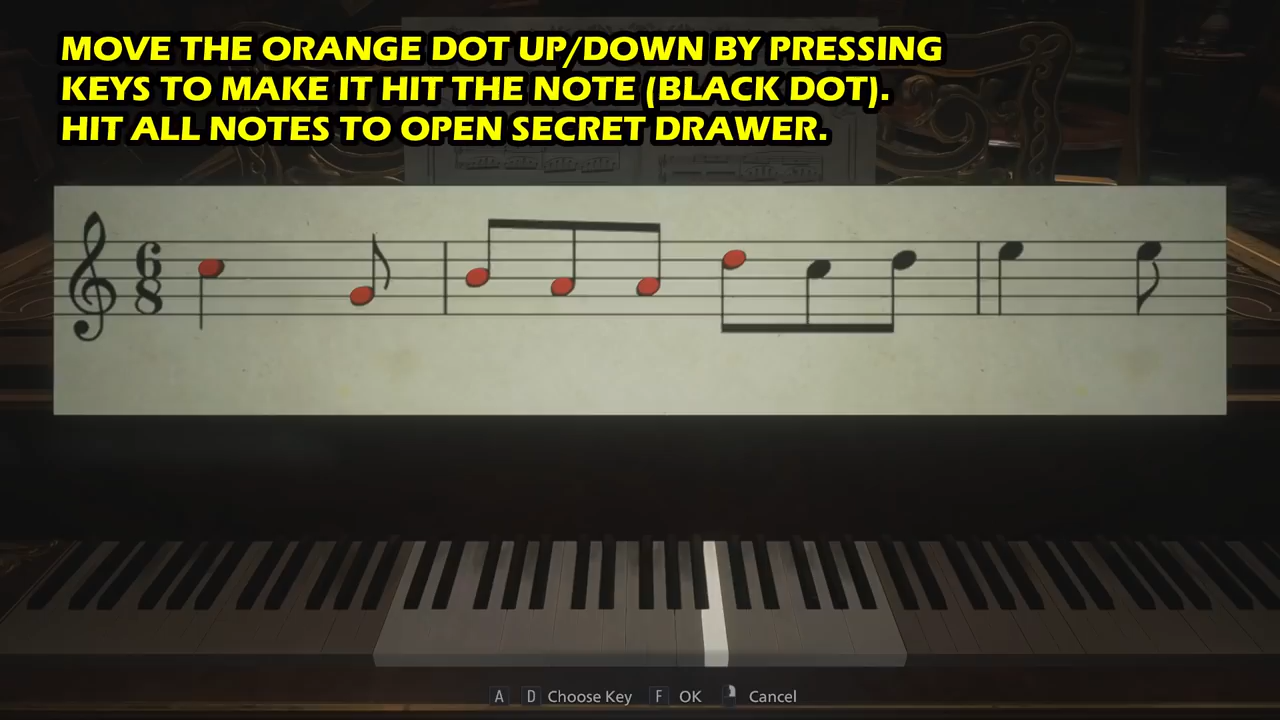 MOVE THE ORANGE DOT UP/DOWN BY PRESSING
KEYS TO MAKE IT HIT THE NOTE (BLACK DOT).
HIT ALL NOTES TO OPEN SECRET DRAWER.
6
8
A D Choose Key F OK Cancel